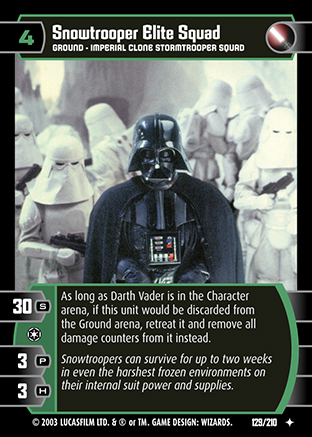 4
Snowtrooper Elite Squad
GROUND - IMPERIAL CLONE STORMTROOPER SQUAD
30 S
As long as Darth Vader is in the Character
arena, if this unit would be discarded
from the Ground arena, retreat it and remove all
damage counters from it instead.
3 P
Snowtroopers can survive for up to two weeks
in even the harshest frozen environments on
their internal suit power and supplies.
3 H
© 2003 LUCASFILM LTD. & ® or TM. GAME DESIGN: WIZARDS. 129/210